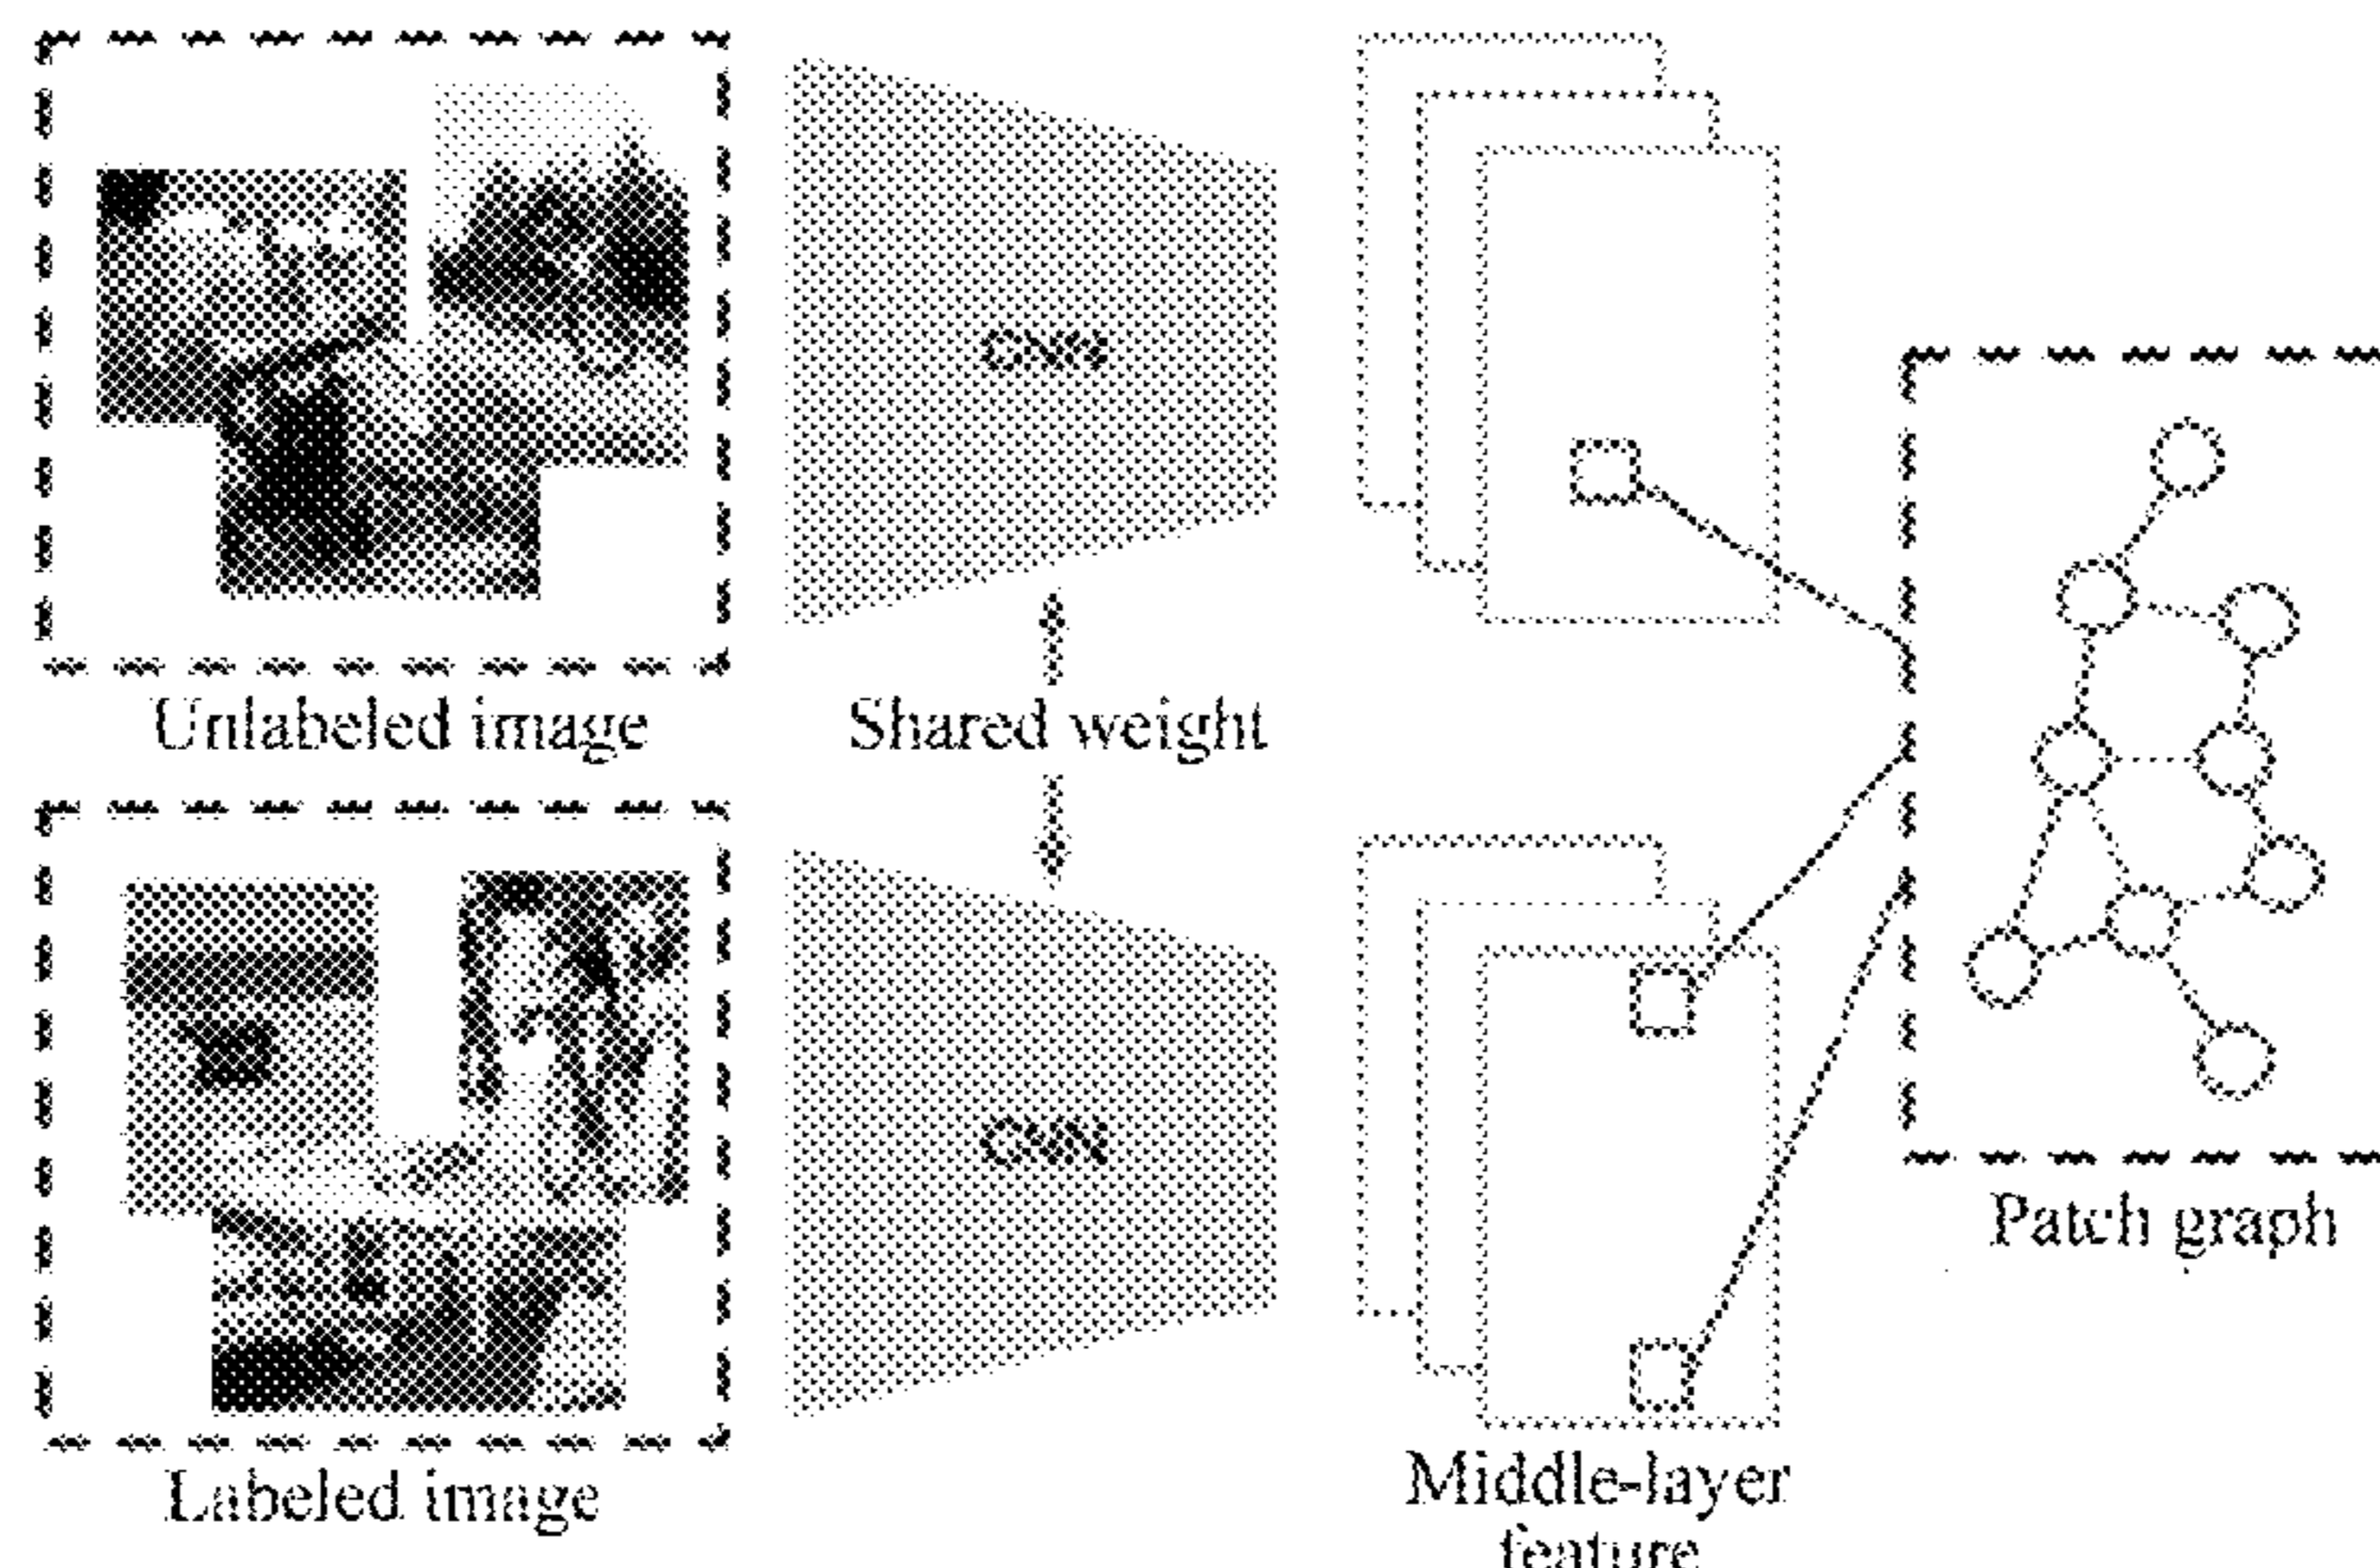 CNN
Unlabeled image
Shared weight
CNN
Patch graph
Labeled image
Middle-layer
feature